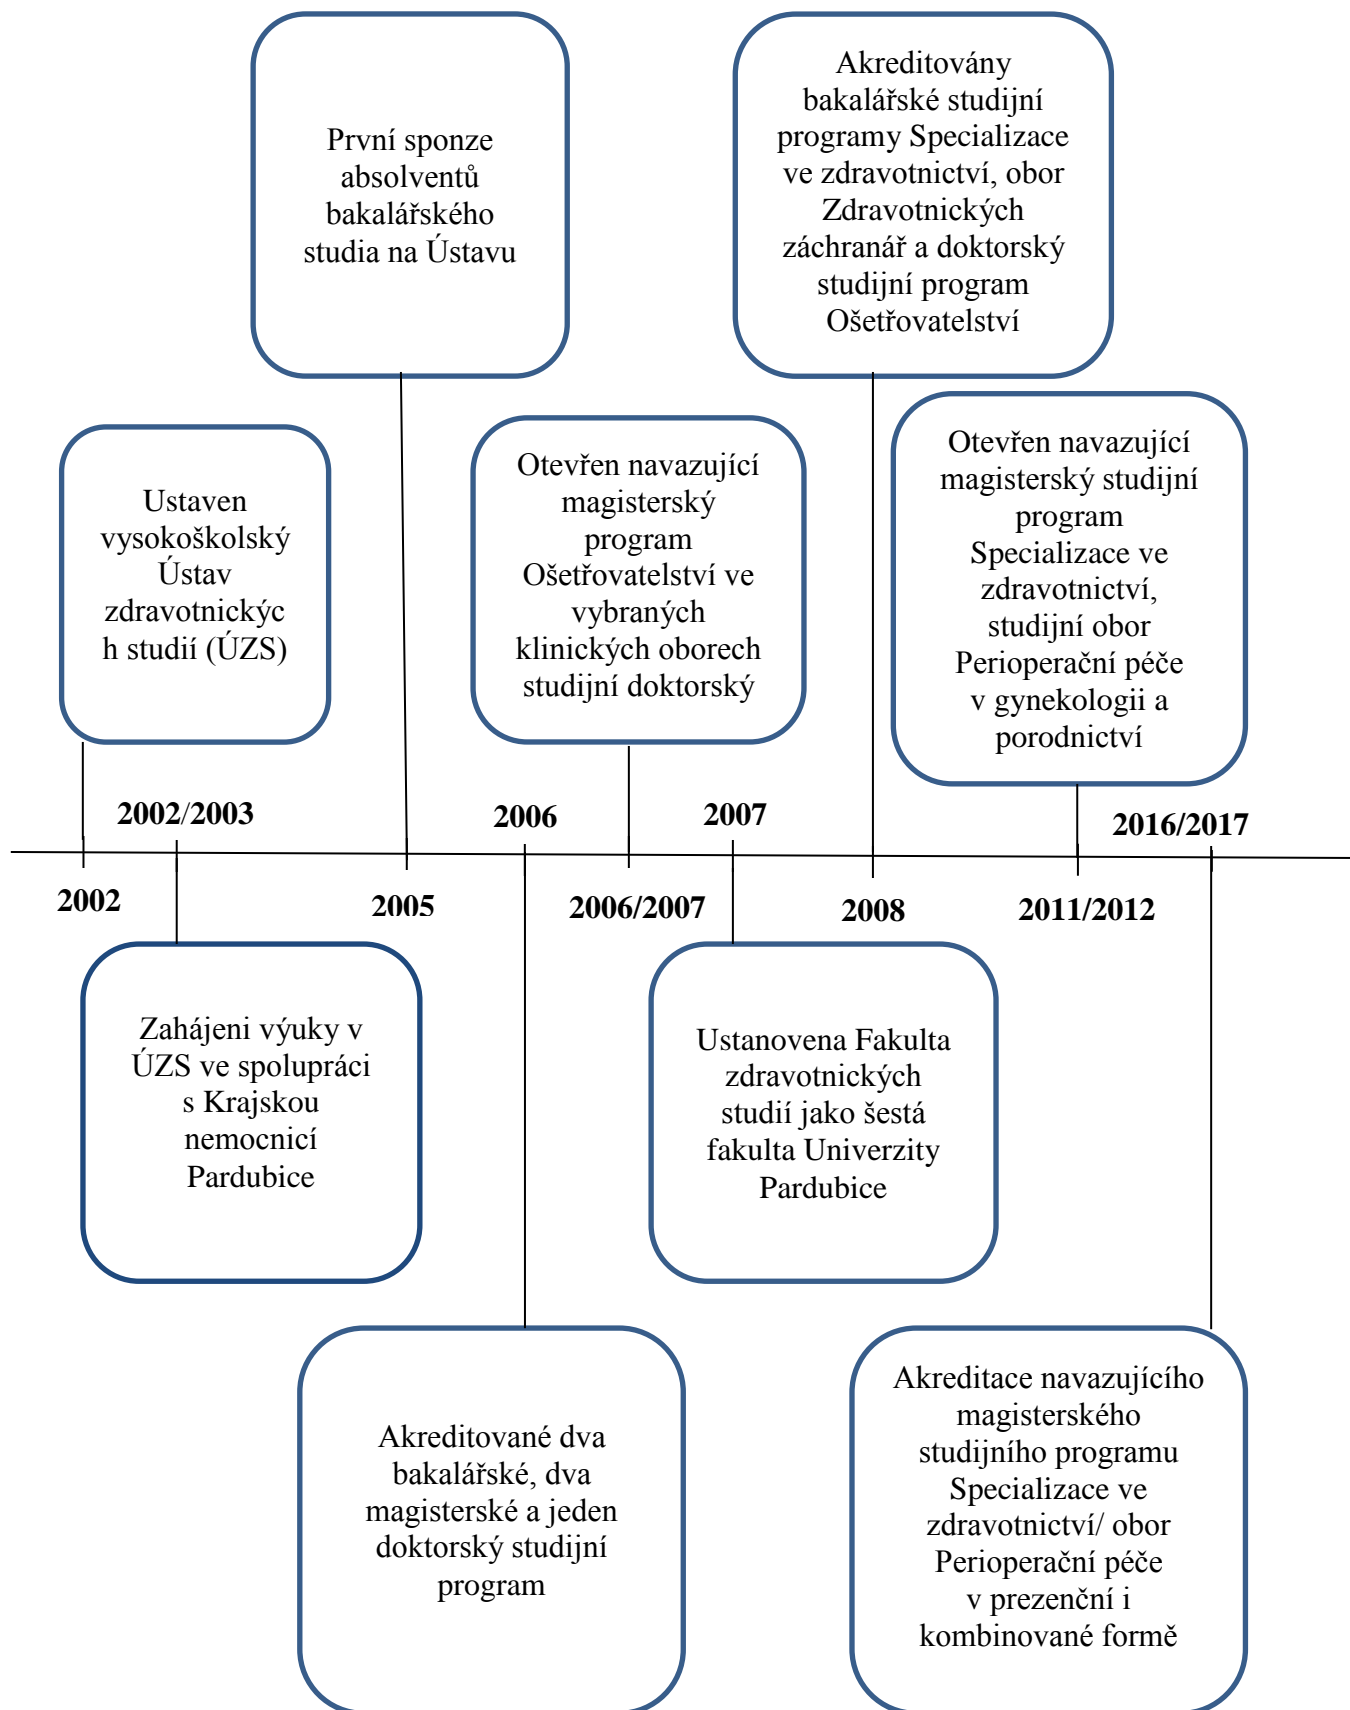 První sponze
absolventů
bakalářského
studia na Ústavu
Akreditovány
bakalářské studijní
programy Specializace
ve zdravotnictví, obor
Zdravotnických
záchranář a doktorský
studijní program
Ošetřovatelství
Ustaven
vysokoškolský
Ústav
zdravotnickýc
h studií (ÚZS)
Otevřen navazující
magisterský
program
Ošetřovatelství ve
vybraných
klinických oborech
studijní doktorský
Otevřen navazující
magisterský studijní
program
Specializace ve
zdravotnictví,
studijní obor
Perioperační péče
v gynekologii a
porodnictví
2002/2003
2006
2007
2016/2017
2002
2005
2006/2007
2008
2011/2012
Zahájeni výuky v
ÚZS ve spolupráci
s Krajskou
nemocnicí
Pardubice
Ustanovena Fakulta
zdravotnických
studií jako šestá
fakulta Univerzity
Pardubice
Akreditované dva
bakalářské, dva
magisterské a jeden
doktorský studijní
program
Akreditace navazujícího
magisterského
studijního programu
Specializace ve
zdravotnictví/ obor
Perioperační péče
v prezenční i
kombinované formě